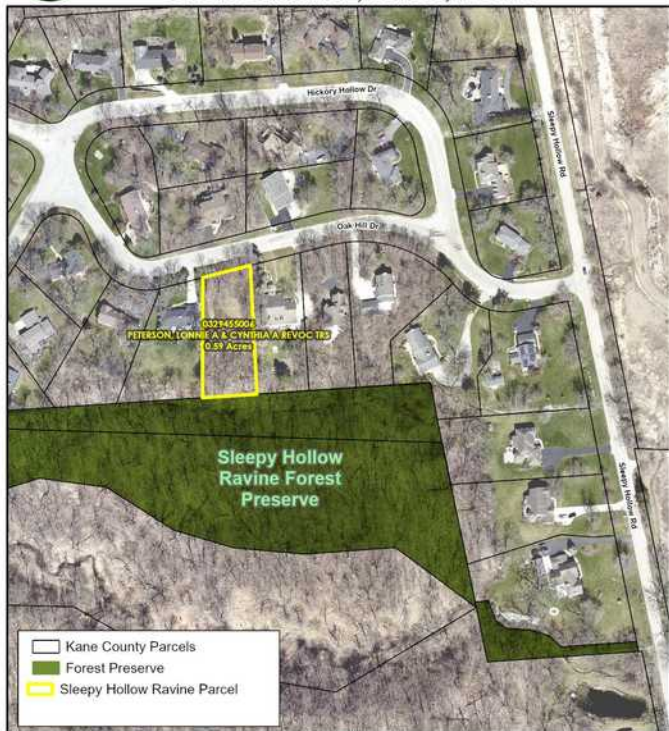 Hickory Hollow Dr
Sleepy Hollow Rd
Oak Hill Dr
0329455006
PETERSON, LONNIE A & CYNTHIA A REVOC TRS
0.59 Acres
Sleepy Hollow
Ravine Forest
Preserve
Sleepy Hollow Rd
Kane County Parcels
Forest Preserve
Sleepy Hollow Ravine Parcel